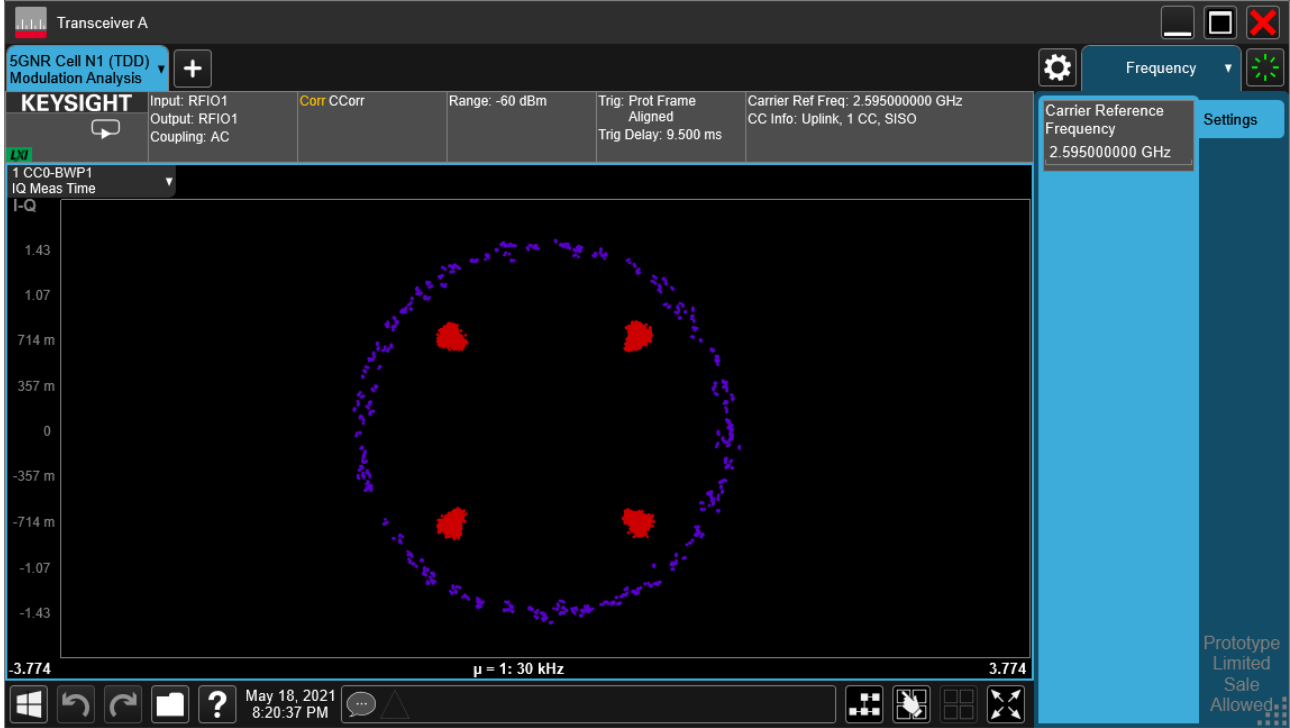 Transceiver A
5GNR Cell N1 (TDD)
Modulation Analysis
+
Frequency
KEYSIGHT
LXI
Input: RFIO1
Output: RFIO1
Coupling: AC
Corr CCorr
Range: -60 dBm
Trig: Prot Frame
Aligned
Trig Delay: 9.500 ms
Carrier Ref Freq: 2.595000000 GHz
CC Info: Uplink, 1 CC, SISO
Carrier Reference
Frequency
2.595000000 GHz
Settings
1 CC0-BWP1
IQ Meas Time
I-Q
1.43
1.07
714 m
357 m
0
-357 m
-714 m
-1.07
-1.43
-3.774
μ = 1: 30 kHz
3.774
Prototype
Limited
Sale
Allowed
?
May 18, 2021
8:20:37 PM